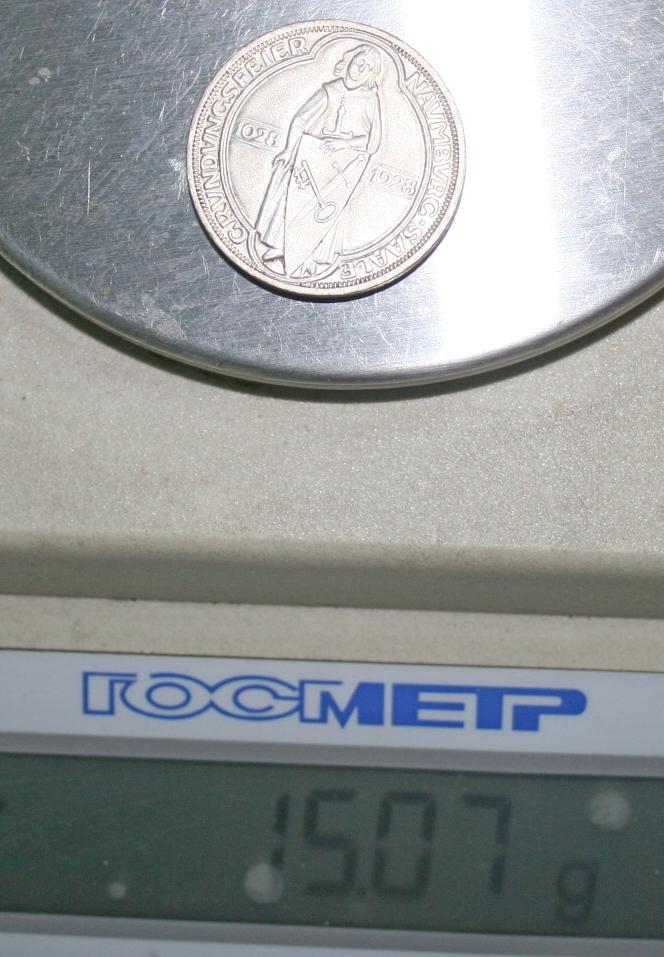 GRVNDVNGSFEIER
NAVMBVRG·SAALE
1028
1928
ГОСМЕТР
15.07 g